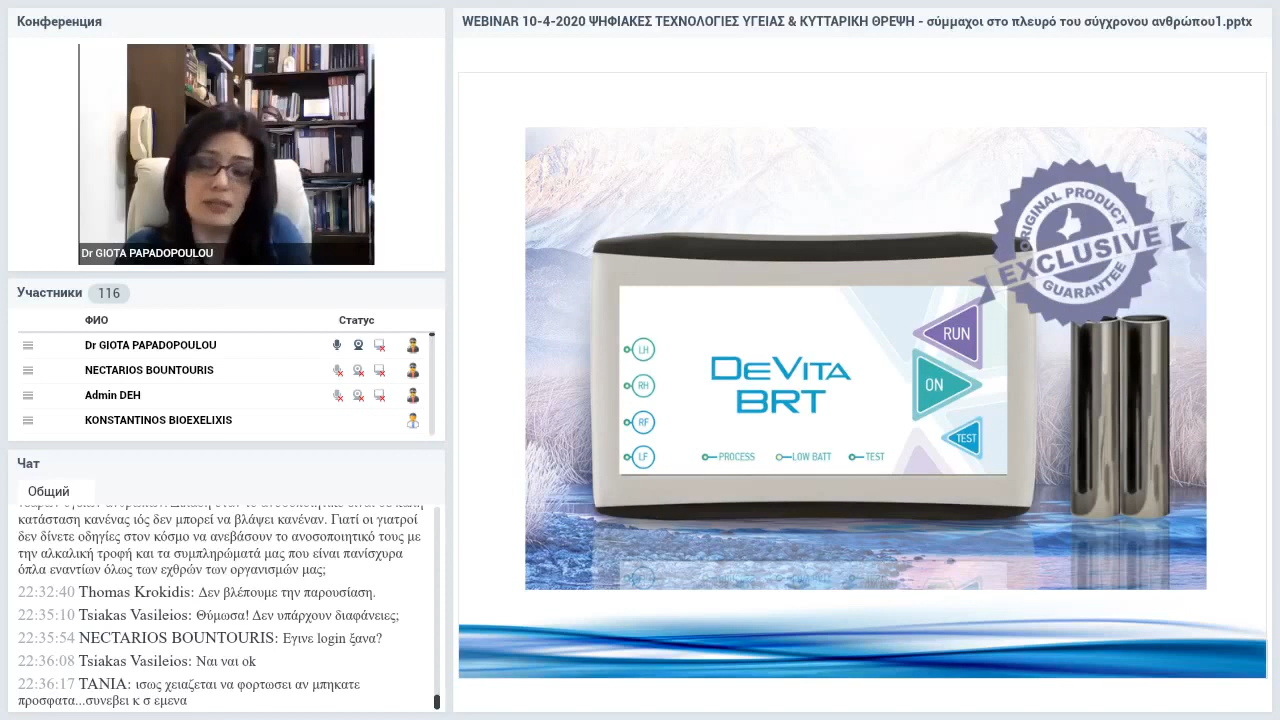 Конференция
Dr GIOTA PAPADOPOULOU
Участники 116
ФИО Статус
Dr GIOTA PAPADOPOULOU
NECTARIOS BOUNTOURIS
Admin DEH
KONSTANTINOS BIOEXELIXIS
Чат
Общий
κατάσταση κανένας ιός δεν μπορεί να βλάψει κανέναν. Γιατί οι γιατροί
δεν δίνετε οδηγίες στον κόσμο να ανεβάσουν το ανοσοποιητικό τους με
την αλκαλική τροφή και τα συμπληρώματά μας που είναι πανίσχυρα
όπλα εναντίων όλως των εχθρών των οργανισμών μας;
22:32:40 Thomas Krokidis: Δεν βλέπουμε την παρουσίαση.
22:35:10 Tsiakas Vasileios: Θύμωσα! Δεν υπάρχουν διαφάνειες;
22:35:54 NECTARIOS BOUNTOURIS: Εγινε login ξανα?
22:36:08 Tsiakas Vasileios: Ναι ναι ok
22:36:17 TANIA: ισως χειαζεται να φορτωσει αν μπηκατε
προσφατα...συνεβει κ σ εμενα
WEBINAR 10-4-2020 ΨΗΦΙΑΚΕΣ ΤΕΧΝΟΛΟΓΙΕΣ ΥΓΕΙΑΣ & ΚΥΤΤΑΡΙΚΗ ΘΡΕΨΗ - σύμμαχοι στο πλευρό του σύγχρονου ανθρώπου1.pptx
ORIGINAL PRODUCT
EXCLUSIVE
GUARANTEE
LH
RH
RF
LF
DEVITA
BRT
RUN
ON
TEST
PROCESS LOW BATT TEST